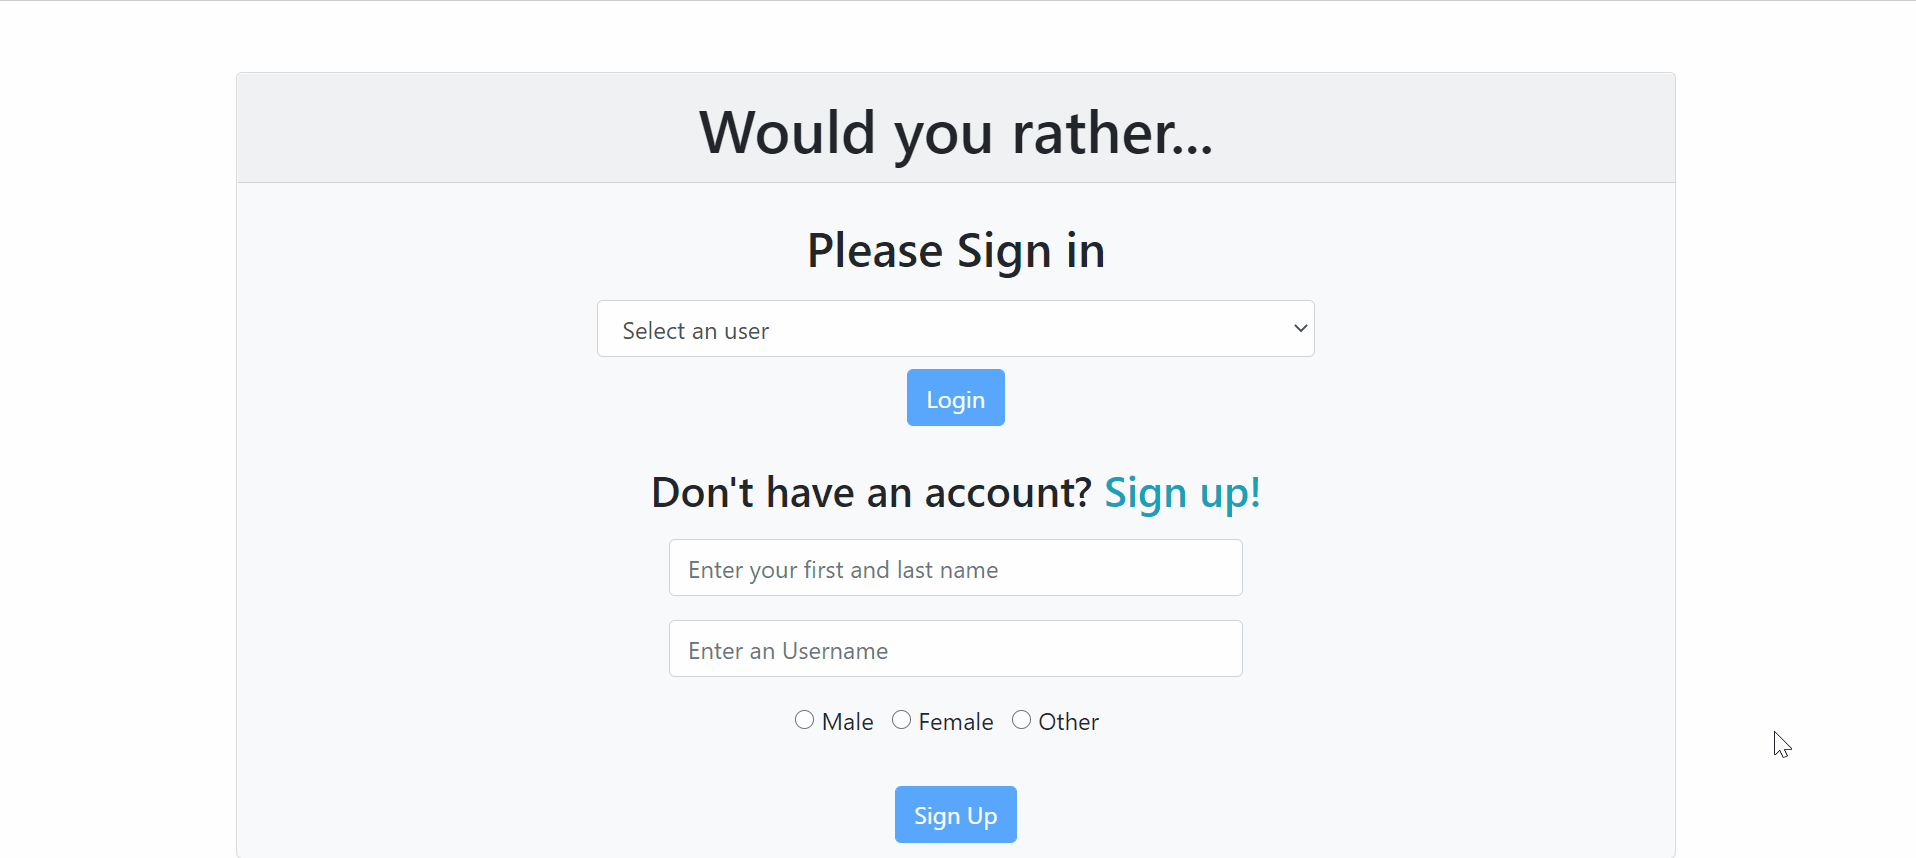 Would you rather...
Please Sign in
Select an user
Login
Don't have an account? Sign up!
Enter your first and last name
Enter an Username
Male Female Other
Sign Up